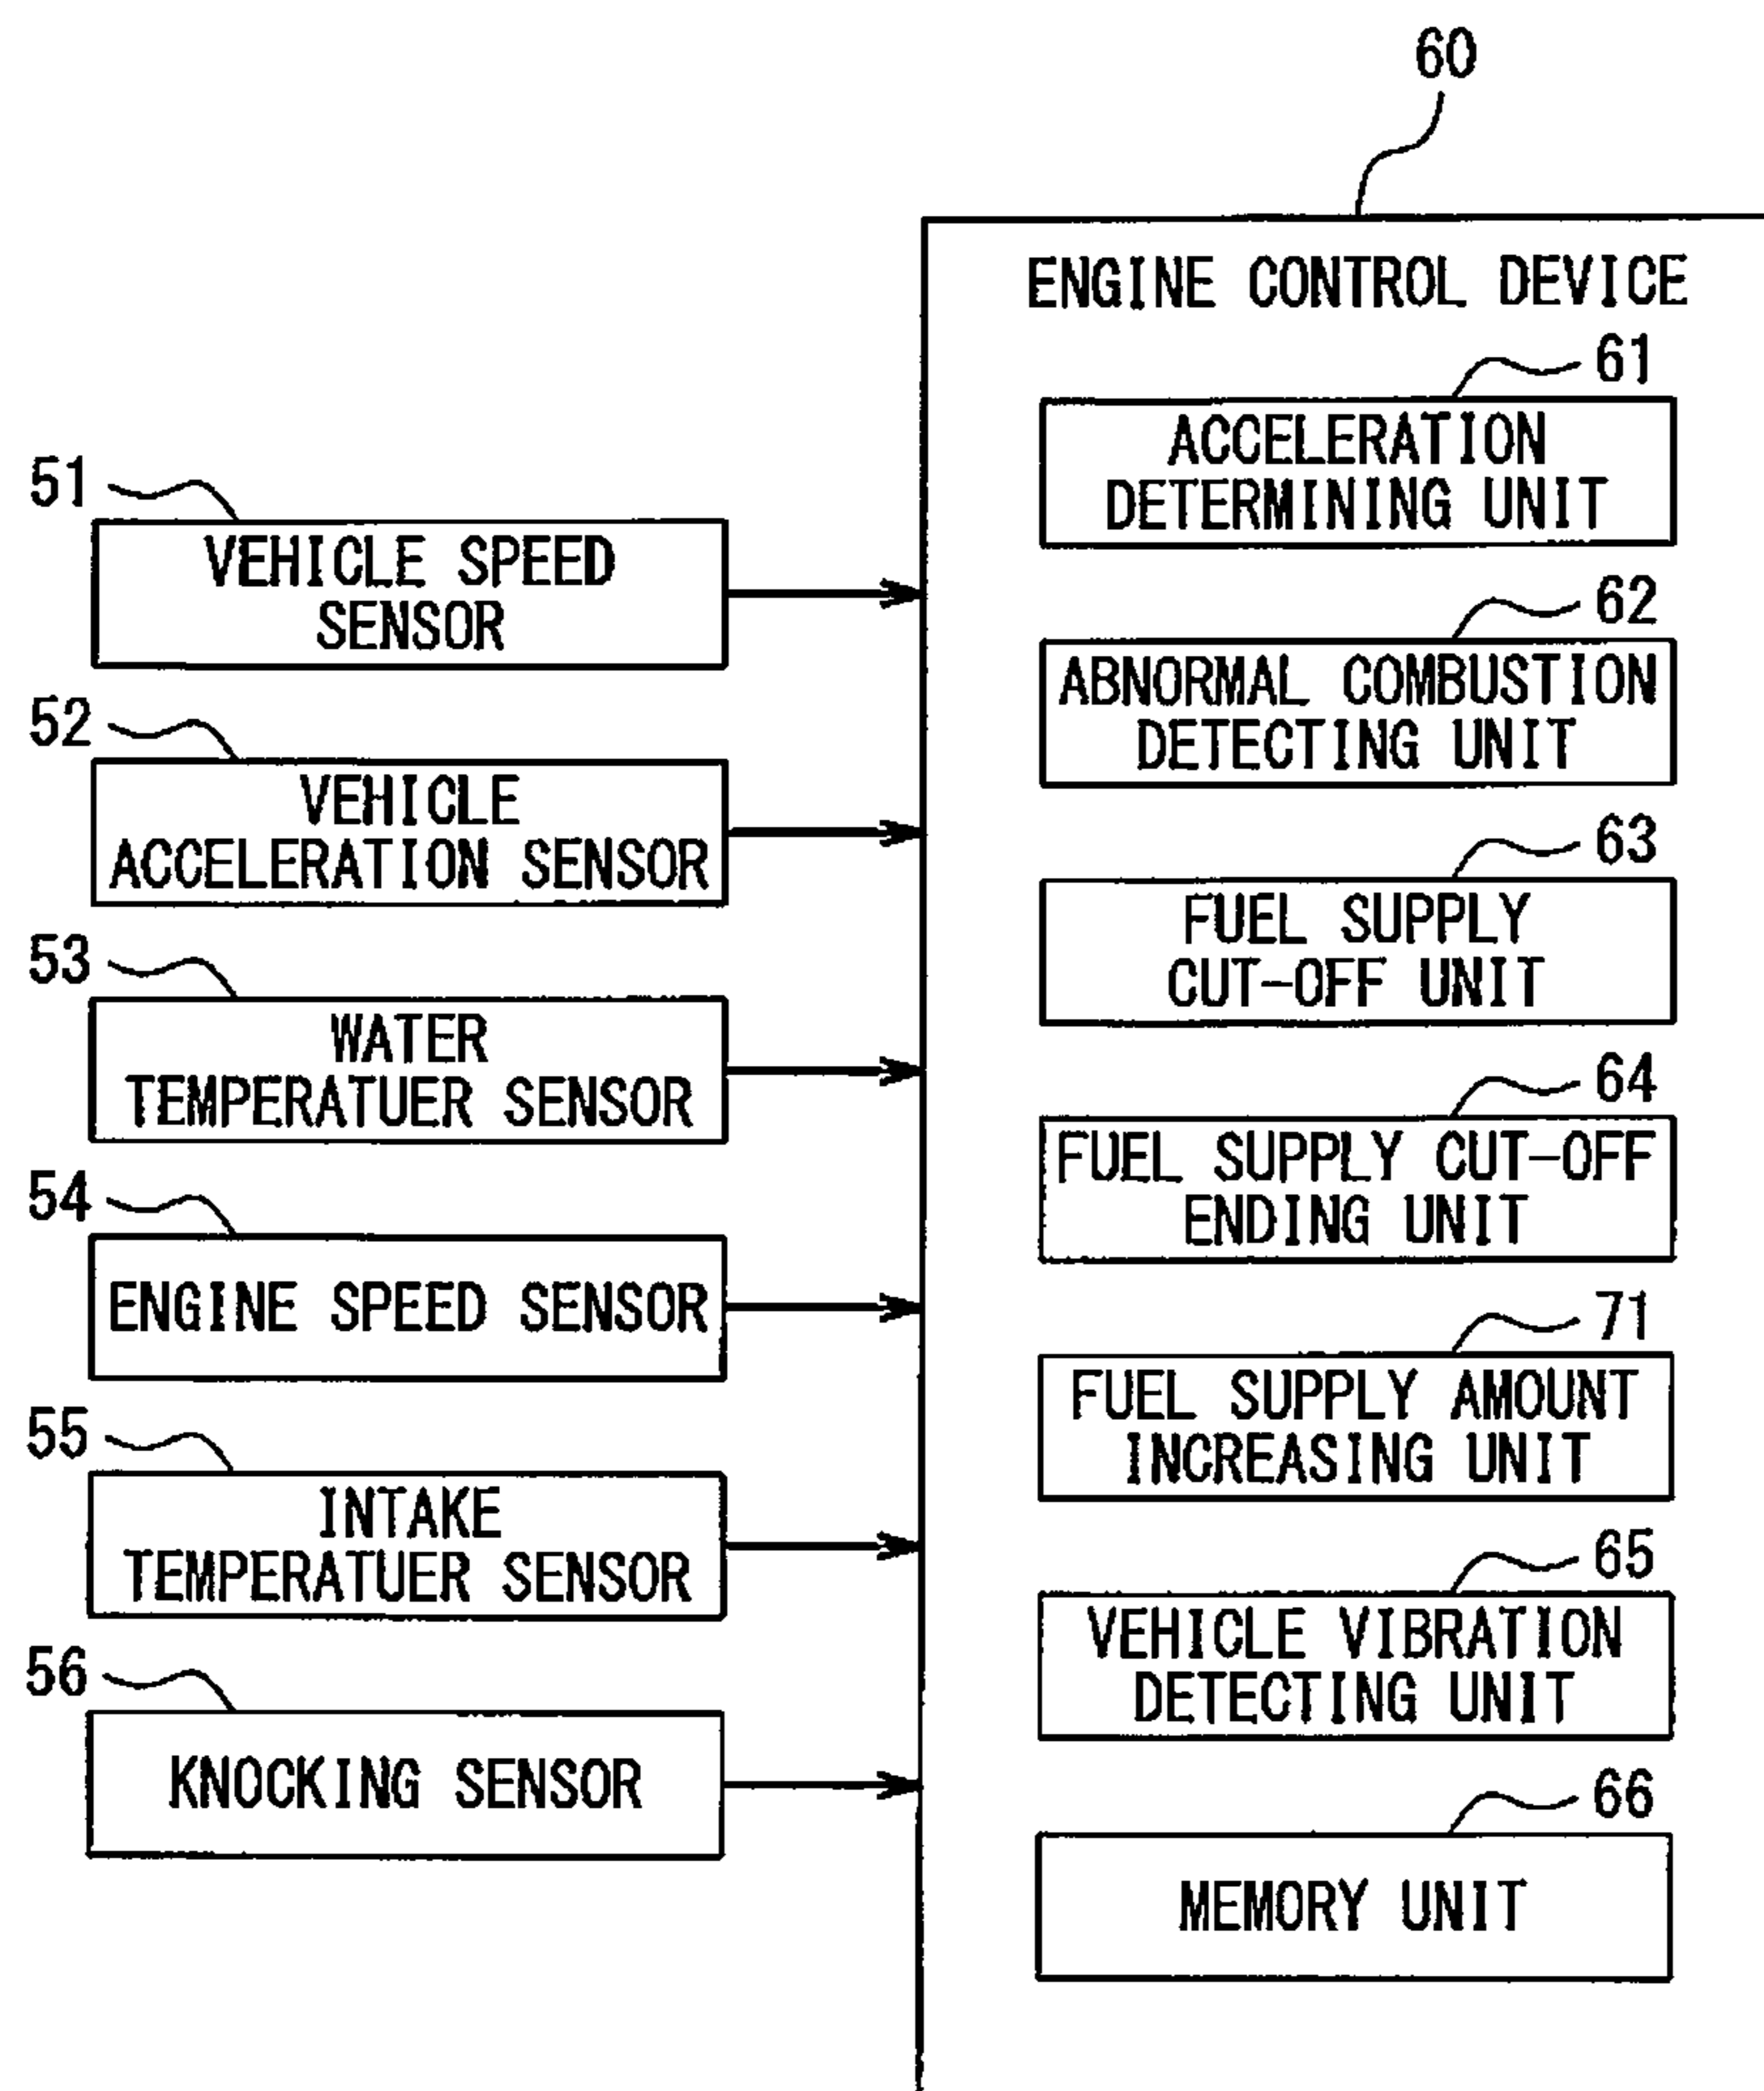 60
ENGINE CONTROL DEVICE
51
VEHICLE SPEED
SENSOR
52
VEHICLE
ACCELERATION SENSOR
53
WATER
TEMPERATUER SENSOR
54
ENGINE SPEED SENSOR
55
INTAKE
TEMPERATUER SENSOR
56
KNOCKING SENSOR
61
ACCELERATION
DETERMINING UNIT
62
ABNORMAL COMBUSTION
DETECTING UNIT
63
FUEL SUPPLY
CUT-OFF UNIT
64
FUEL SUPPLY CUT-OFF
ENDING UNIT
71
FUEL SUPPLY AMOUNT
INCREASING UNIT
65
VEHICLE VIBRATION
DETECTING UNIT
66
MEMORY UNIT